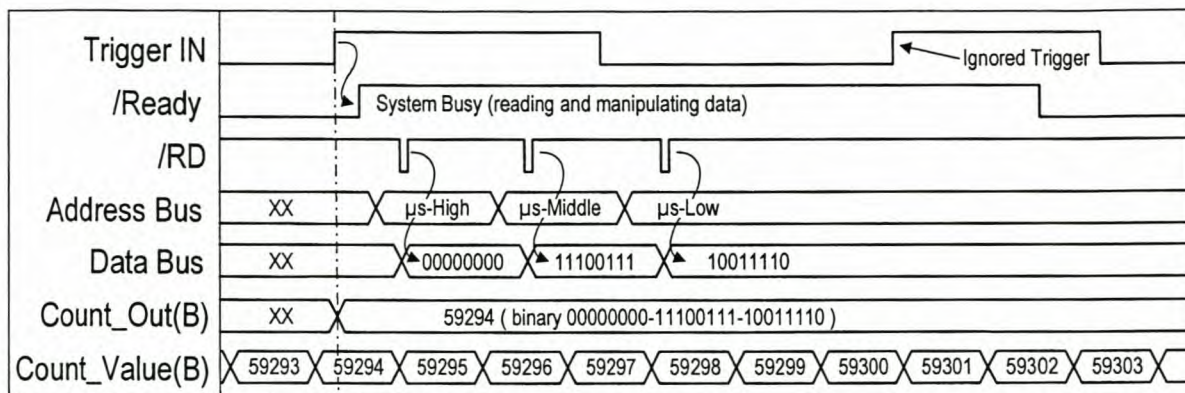 Trigger IN
Ignored Trigger
/Ready System Busy (reading and manipulating data)
/RD
Address Bus XX µs-High µs-Middle µs-Low
Data Bus XX 00000000 11100111 10011110
Count_Out(B) XX 59294 ( binary 00000000-11100111-10011110 )
Count_Value(B) 59293 59294 59295 59296 59297 59298 59299 59300 59301 59302 59303